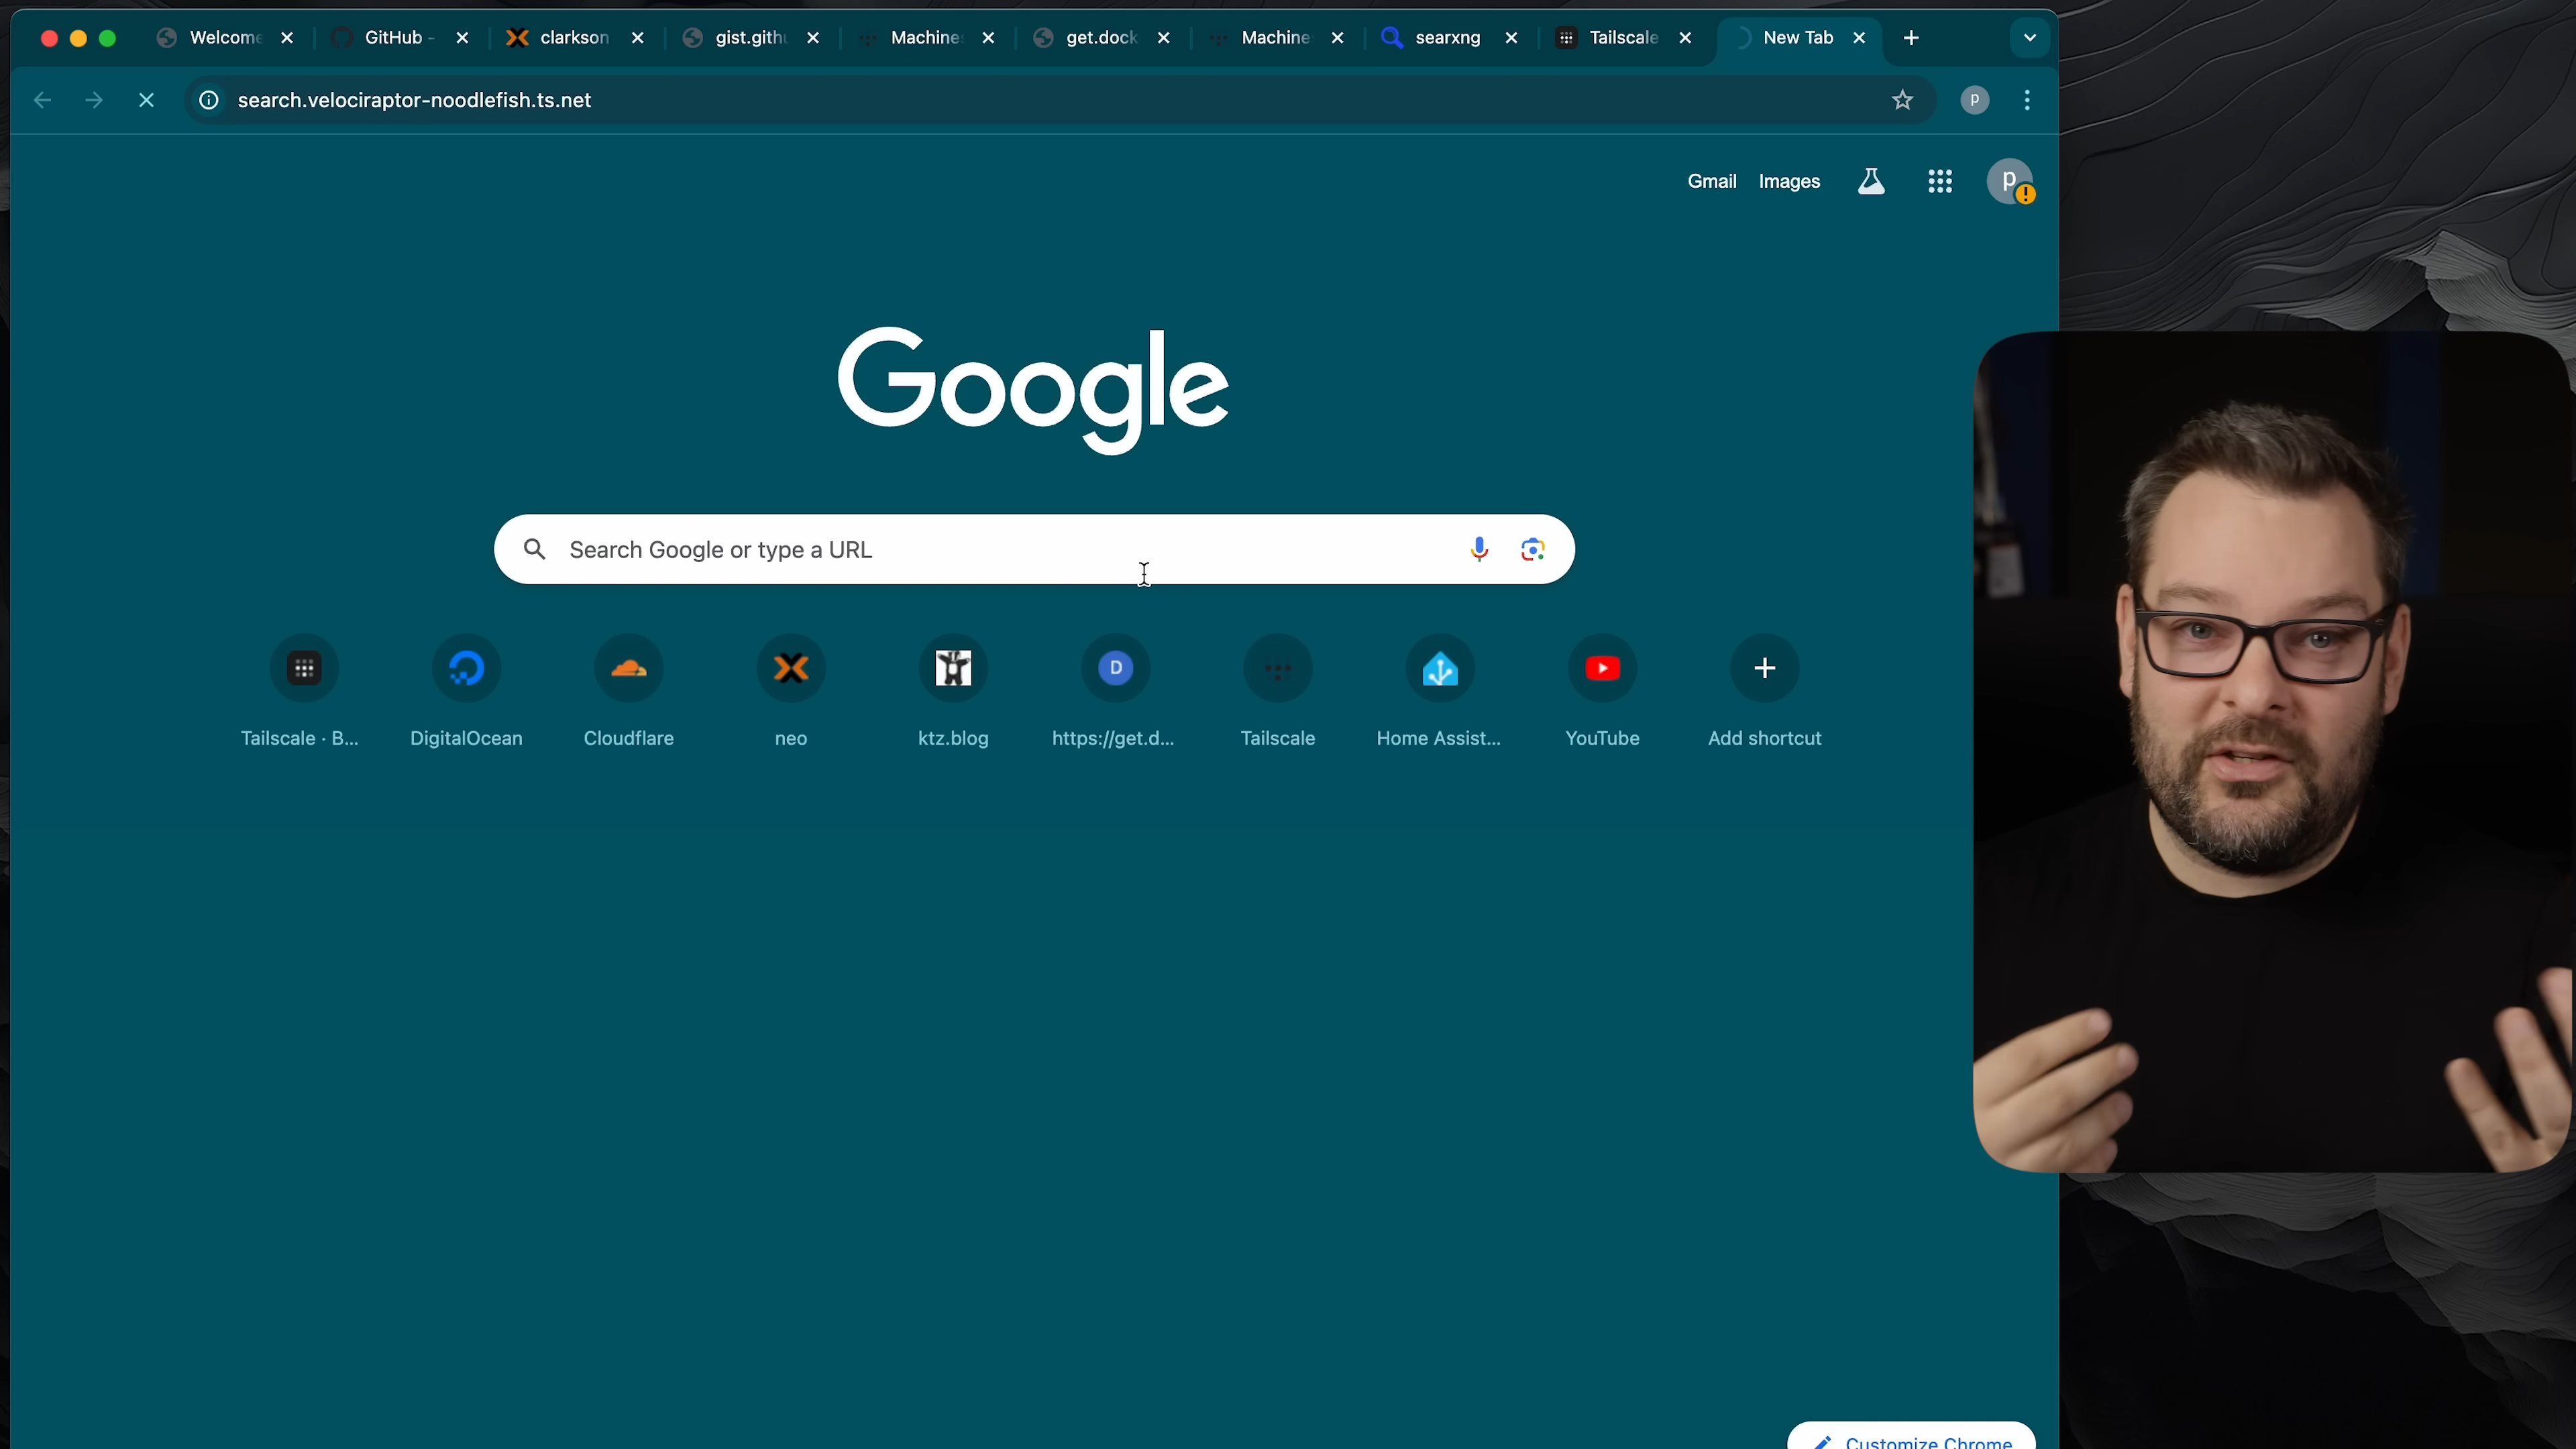 Welcome
GitHub -
clarkson
gist.githu
Machine
get.dock
Machine
searxng
Tailscale
New Tab
search.velociraptor-noodlefish.ts.net
p
Gmail
Images
p
Google
Search Google or type a URL
D
Tailscale · B...
DigitalOcean
Cloudflare
neo
ktz.blog
https://get.d...
Tailscale
Home Assist...
YouTube
Add shortcut
Customize Chrome